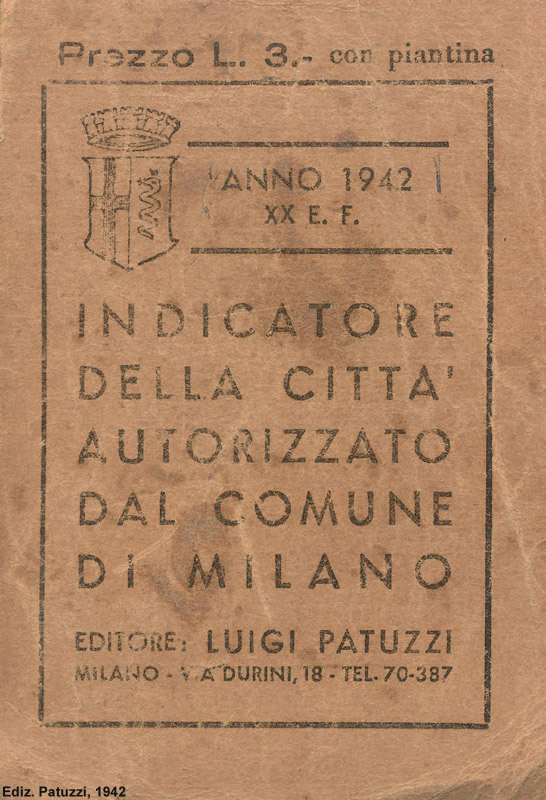 Prezzo L. 3.- con piantina
ANNO 1942
XX E. F.
INDICATORE
DELLA CITTA'
AUTORIZZATO
DAL COMUNE
DI MILANO
EDITORE: LUIGI PATUZZI
MILANO - VIA DURINI, 18 - TEL. 70-387
Ediz. Patuzzi, 1942